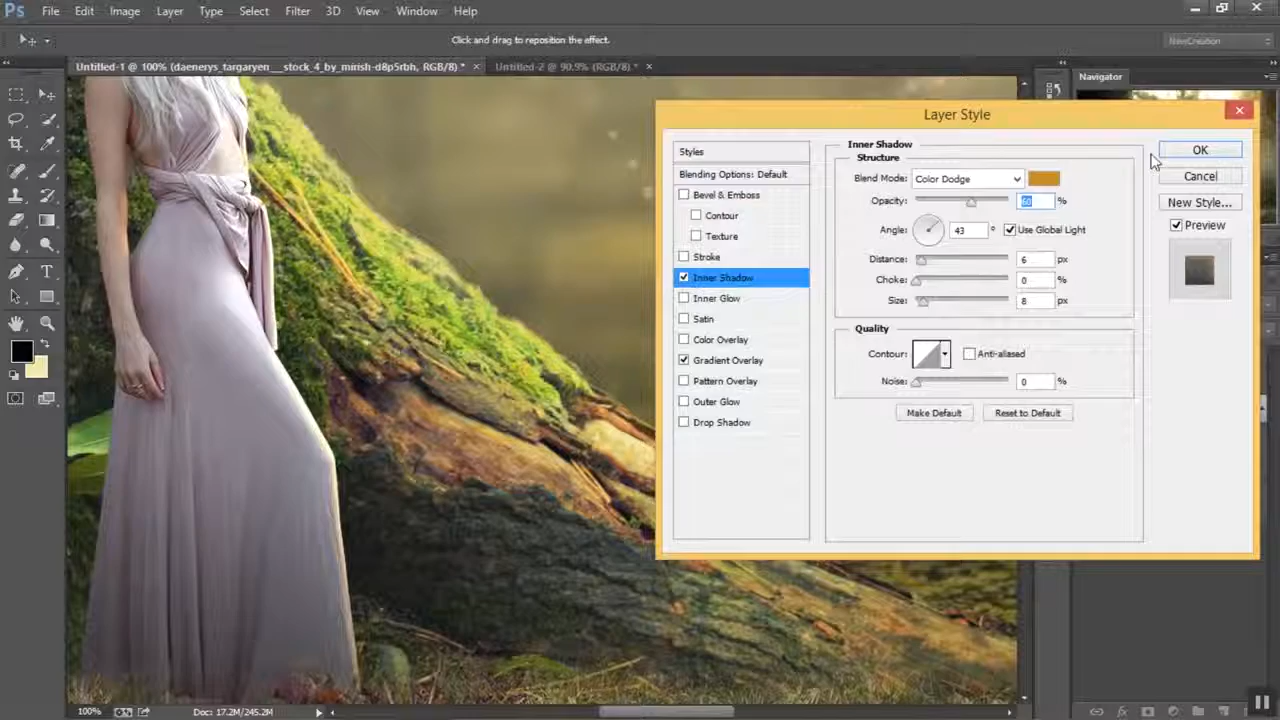 Ps File Edit Image Layer Type Select Filter 3D View Window Help
Click and drag to reposition the effect.
NewCreation
Untitled-1 @ 100% (daenerys_targaryen__stock_4_by_mirish-d8p5rbh, RGB/8) * × Untitled-2 @ 90.9% (RGB/8) * ×
Navigator
Layer Style
Styles
Blending Options: Default
Bevel & Emboss
Contour
Texture
Stroke
Inner Shadow
Inner Glow
Satin
Color Overlay
Gradient Overlay
Pattern Overlay
Outer Glow
Drop Shadow
Inner Shadow
Structure
Blend Mode: Color Dodge
Opacity: 60 %
Angle: 43 ° Use Global Light
Distance: 6 px
Choke: 0 %
Size: 8 px
Quality
Contour: Anti-aliased
Noise: 0 %
Make Default Reset to Default
OK
Cancel
New Style...
Preview
100% Doc: 17.2M/245.2M